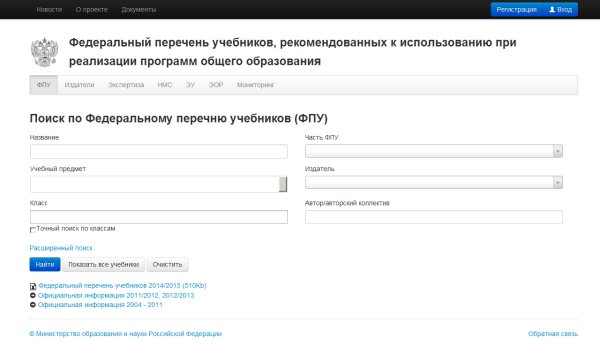 Новости О проекте Документы Регистрация Вход
Федеральный перечень учебников, рекомендованных к использованию при
реализации программ общего образования
ФПУ Издатели Экспертиза НМС ЭУ ЭОР Мониторинг
Поиск по Федеральному перечню учебников (ФПУ)
Название Часть ФПУ
Учебный предмет Издатель
Класс Автор/авторский коллектив
Точный поиск по классам
Расширенный поиск
Найти Показать все учебники Очистить
Федеральный перечень учебников 2014/2015 (510Kb)
Официальная информация 2011/2012, 2012/2013
Официальная информация 2004 - 2011
© Министерство образования и науки Российской Федерации Обратная связь